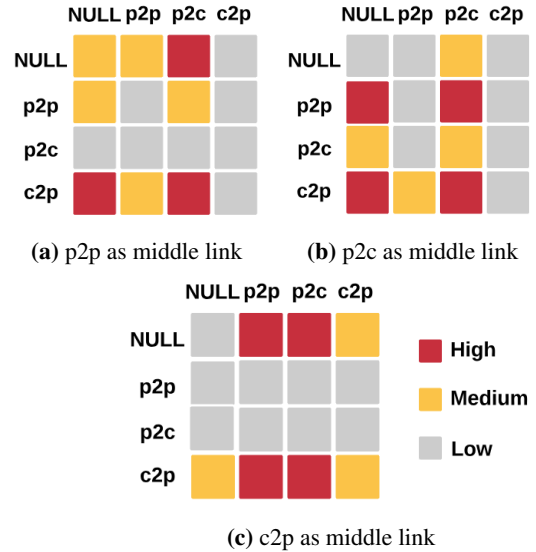 NULL p2p p2c c2p
NULL
p2p
p2c
c2p
(a) p2p as middle link
NULL p2p p2c c2p
NULL
p2p
p2c
c2p
(b) p2c as middle link
NULL p2p p2c c2p
NULL
p2p
p2c
c2p
High
Medium
Low
(c) c2p as middle link